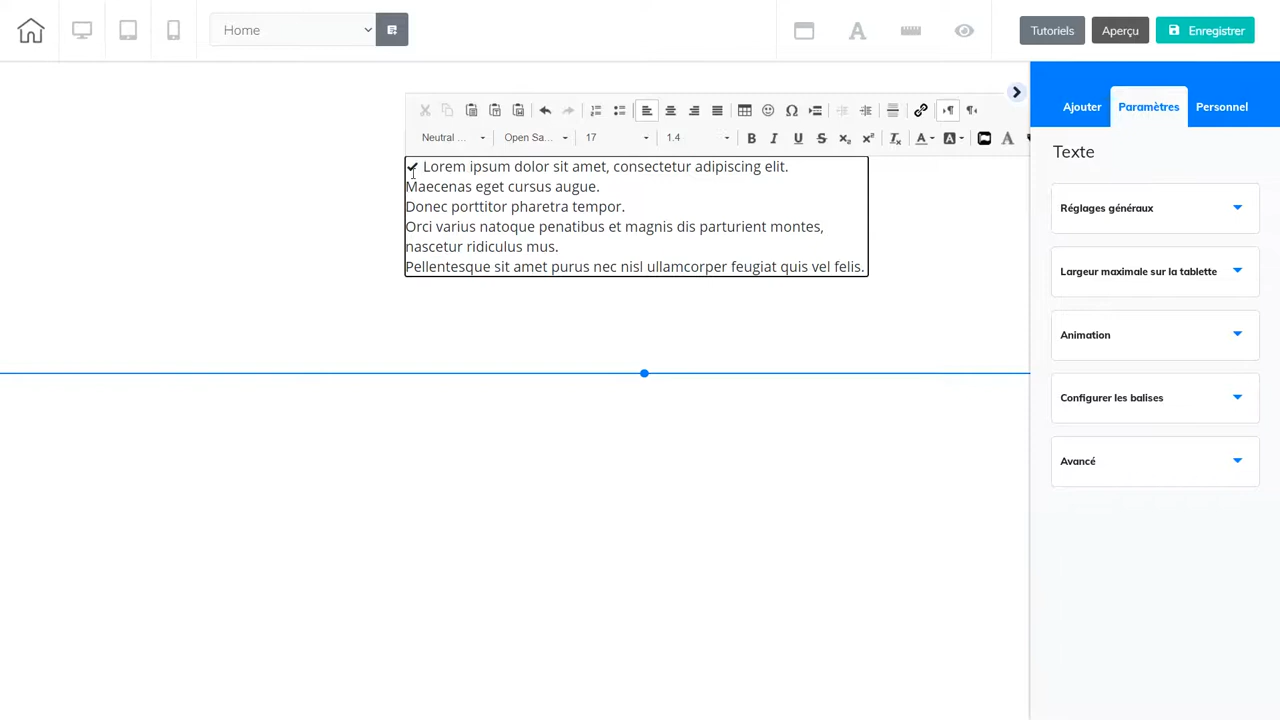 Home
Tutoriels
Aperçu
Enregistrer
Ajouter
Paramètres
Personnel
Neutral ...
Open Sa...
17
1.4
B I U S x₂ x² Tx A A A
✔ Lorem ipsum dolor sit amet, consectetur adipiscing elit.
Maecenas eget cursus augue.
Donec porttitor pharetra tempor.
Orci varius natoque penatibus et magnis dis parturient montes,
nascetur ridiculus mus.
Pellentesque sit amet purus nec nisl ullamcorper feugiat quis vel felis.
Texte
Réglages généraux
Largeur maximale sur la tablette
Animation
Configurer les balises
Avancé